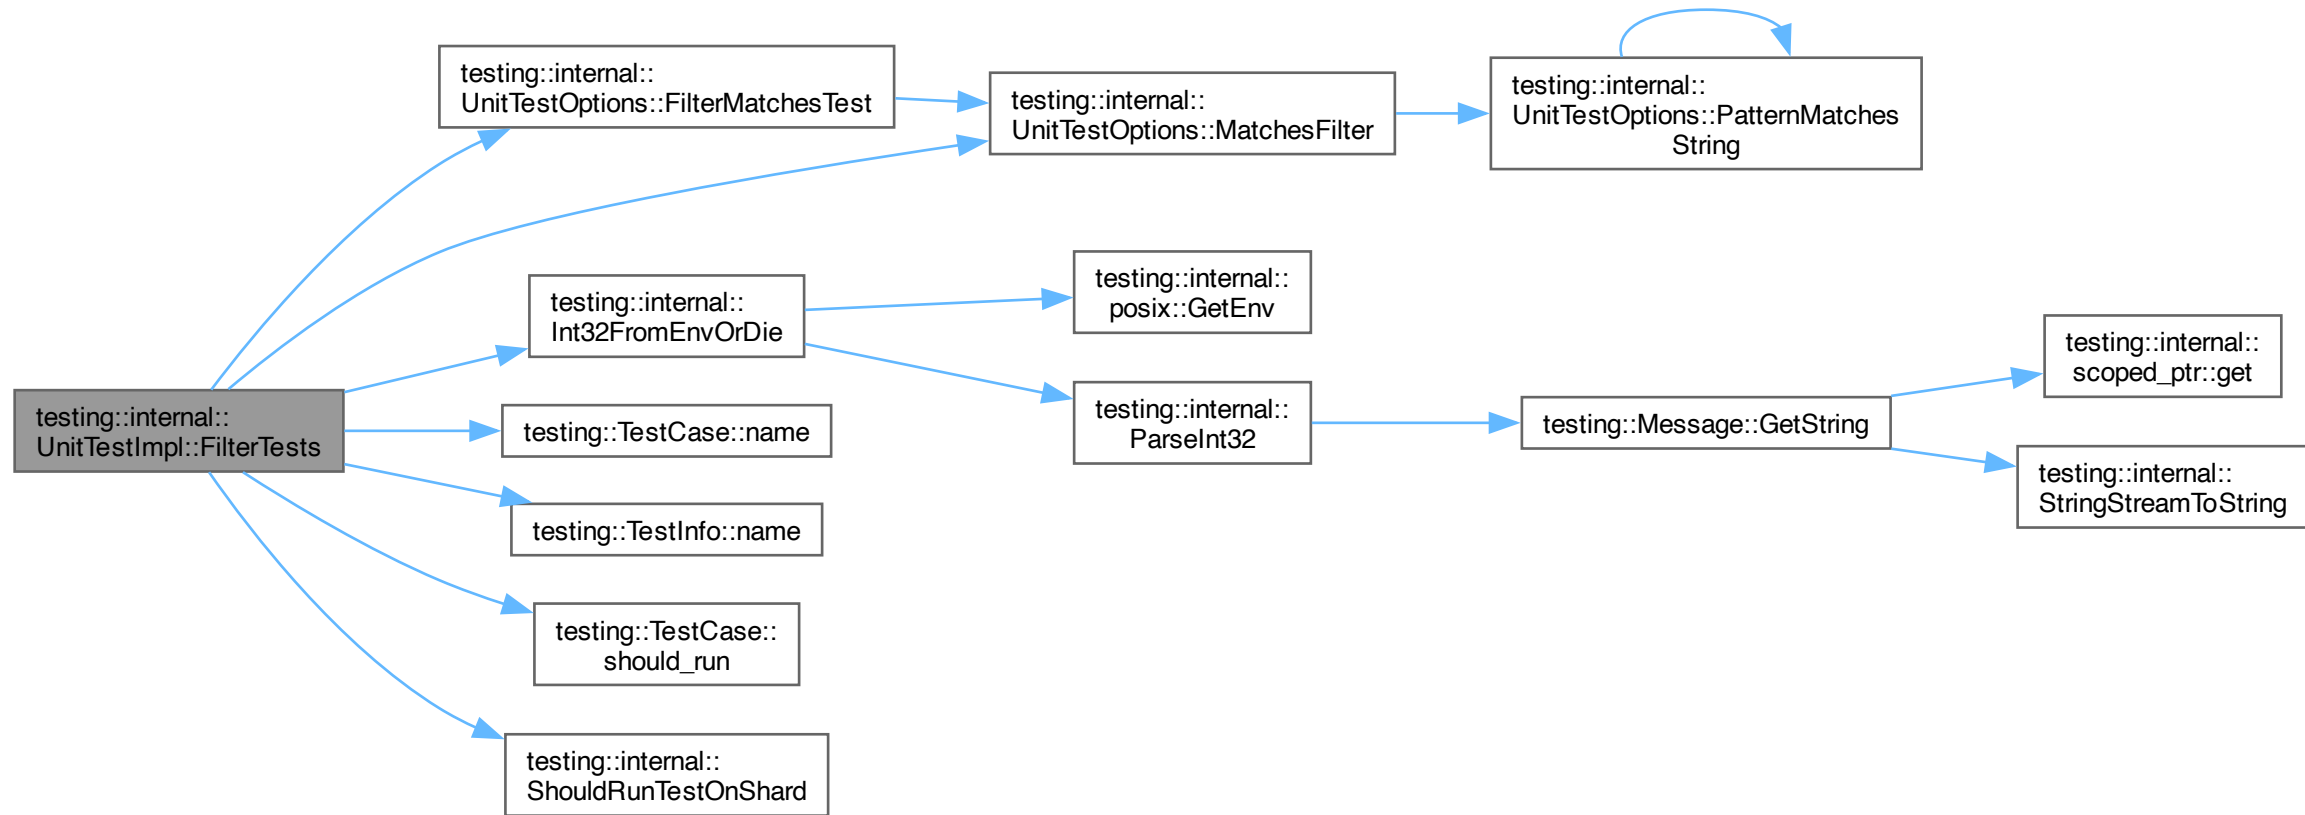 testing::internal::
UnitTestImpl::FilterTests
testing::internal::
UnitTestOptions::FilterMatchesTest
testing::internal::
UnitTestOptions::MatchesFilter
testing::internal::
UnitTestOptions::PatternMatches
String
testing::internal::
Int32FromEnvOrDie
testing::internal::
posix::GetEnv
testing::internal::
ParseInt32
testing::Message::GetString
testing::internal::
scoped_ptr::get
testing::internal::
StringStreamToString
testing::TestCase::name
testing::TestInfo::name
testing::TestCase::
should_run
testing::internal::
ShouldRunTestOnShard